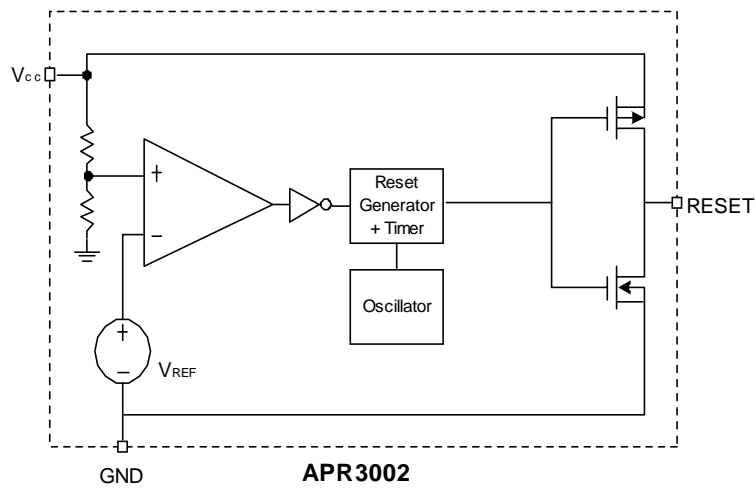 Vcc
+
−
Reset
Generator
+ Timer
RESET
Oscillator
+
−
VREF
GND
APR3002